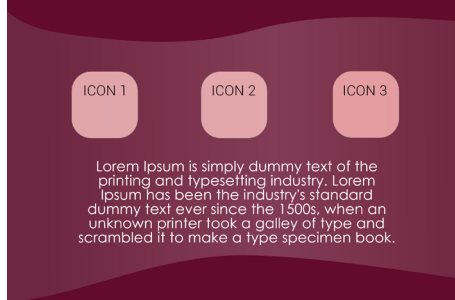 ICON 1
ICON 2
ICON 3
Lorem Ipsum is simply dummy text of the
printing and typesetting industry. Lorem
Ipsum has been the industry's standard
dummy text ever since the 1500s, when an
unknown printer took a galley of type and
scrambled it to make a type specimen book.